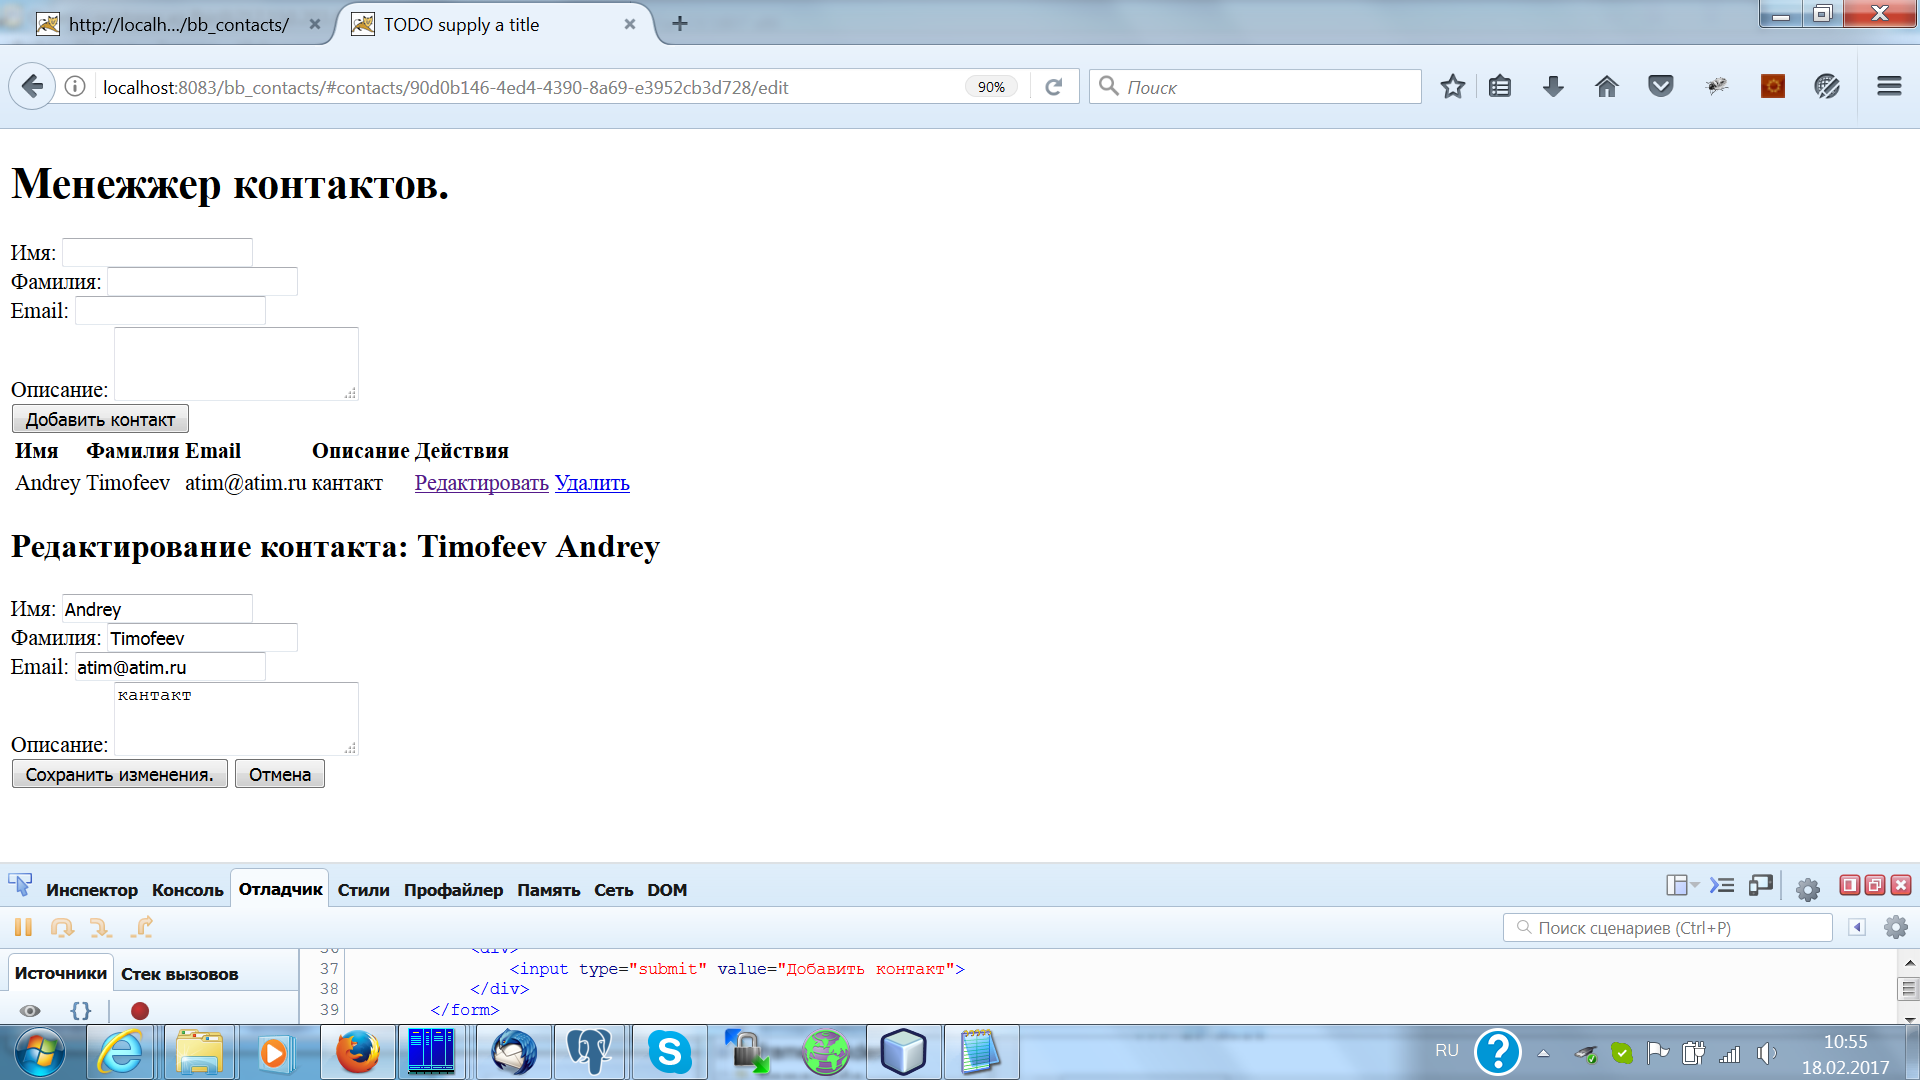 http://localh.../bb_contacts/
TODO supply a title
localhost:8083/bb_contacts/#contacts/90d0b146-4ed4-4390-8a69-e3952cb3d728/edit
90%
Поиск
Менежжер контактов.
Имя:
Фамилия:
Email:
Описание:
Добавить контакт
Имя Фамилия Email Описание Действия
Andrey Timofeev atim@atim.ru кантакт Редактировать Удалить
Редактирование контакта: Timofeev Andrey
Имя: Andrey
Фамилия: Timofeev
Email: atim@atim.ru
кантакт
Описание:
Сохранить изменения. Отмена
Инспектор Консоль Отладчик Стили Профайлер Память Сеть DOM
Поиск сценариев (Ctrl+P)
Источники Стек вызовов
36 <div>
37 <input type="submit" value="Добавить контакт">
38 </div>
39 </form>
RU
10:55
18.02.2017